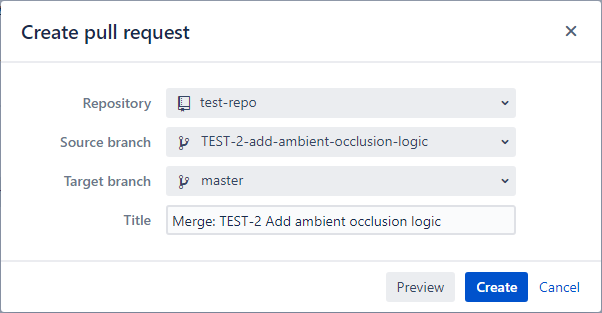 Create pull request
Repository test-repo
Source branch TEST-2-add-ambient-occlusion-logic
Target branch master
Title Merge: TEST-2 Add ambient occlusion logic
Preview Create Cancel